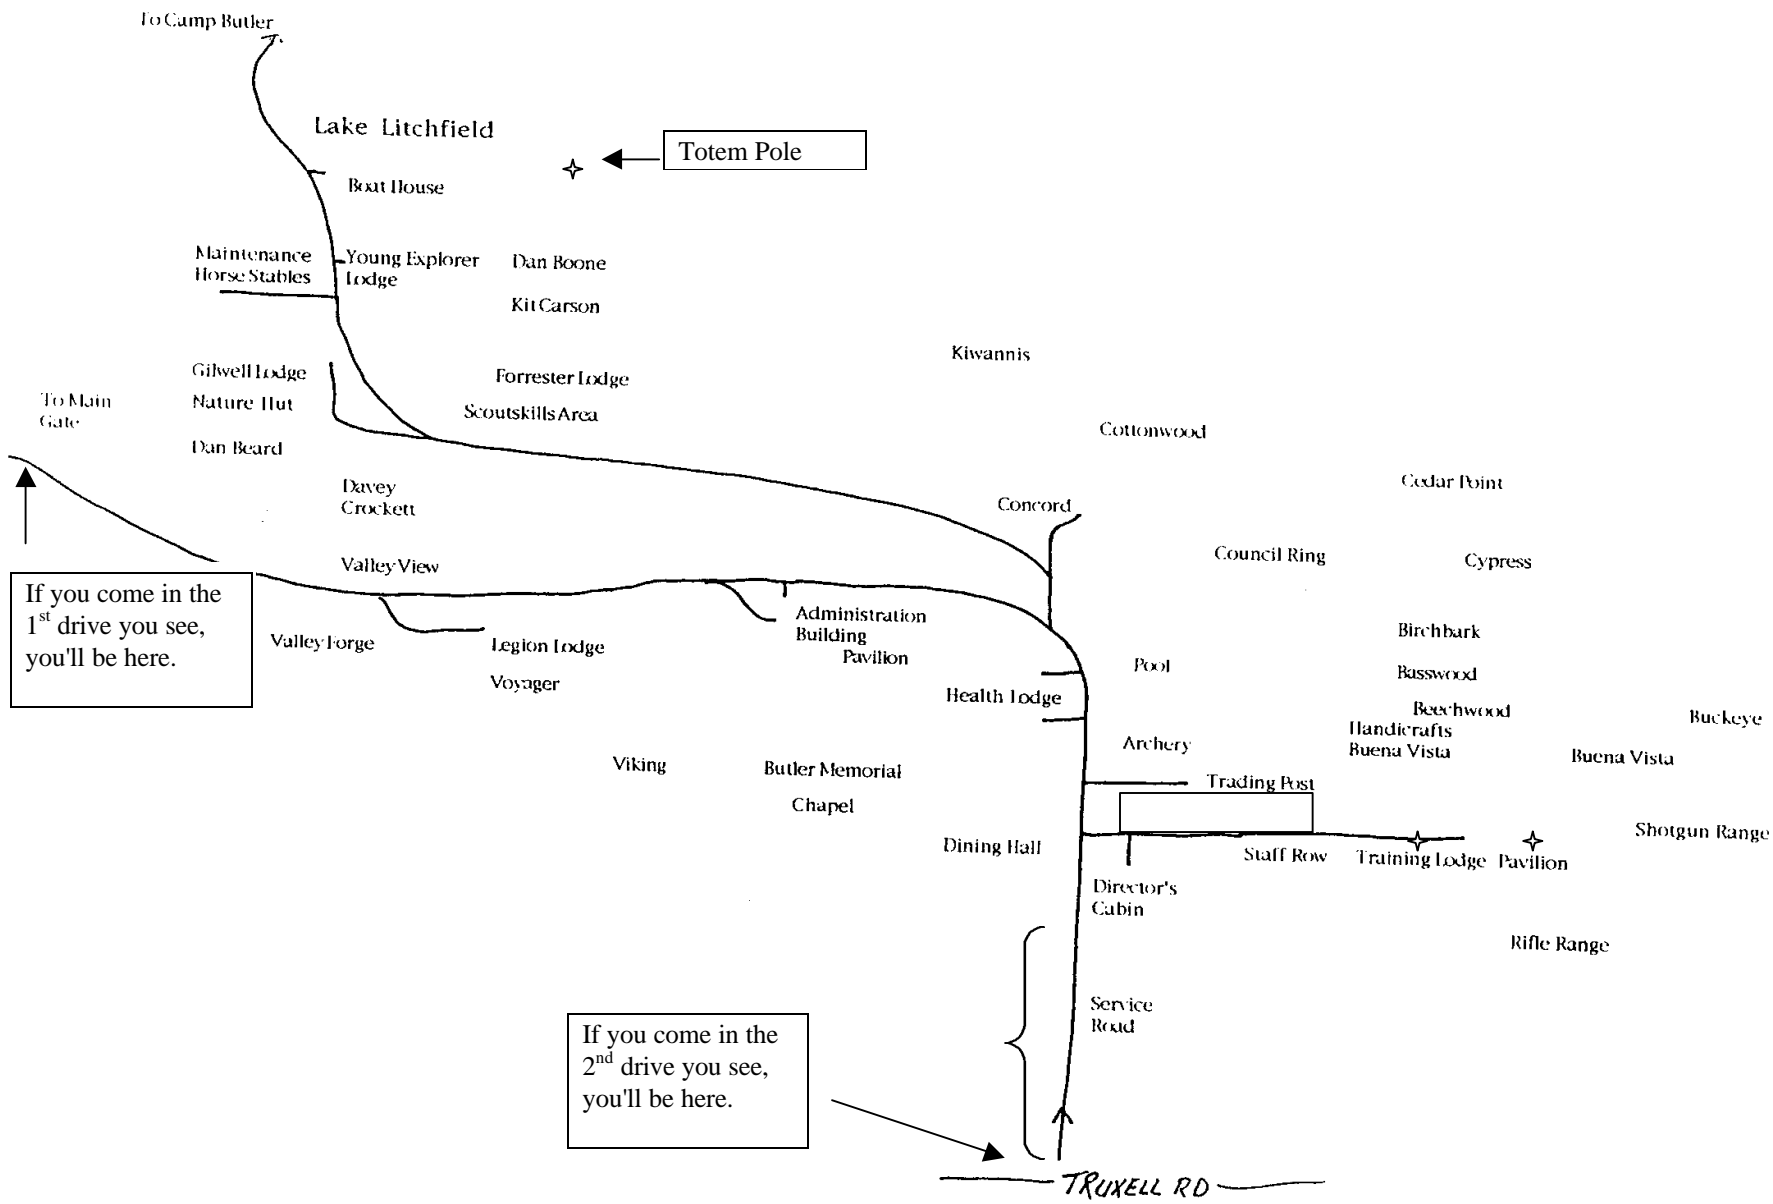 To Camp Butler
Lake Litchfield
Totem Pole
Boat House
Maintenance
Horse Stables
Young Explorer
Lodge
Dan Boone
Kit Carson
Kiwannis
Gilwell Lodge
Forrester Lodge
To Main
Gate
Nature Hut
Scoutskills Area
Cottonwood
Dan Beard
Davey
Crockett
Concord
Cedar Point
Council Ring
Cypress
Valley View
If you come in the
1st drive you see,
you'll be here.
Valley Forge
Legion Lodge
Voyager
Administration
Building
Pavilion
Health Lodge
Pool
Birchbark
Basswood
Beechwood
Handicrafts
Buena Vista
Buena Vista
Buckeye
Archery
Viking
Butler Memorial
Chapel
Trading Post
Dining Hall
Staff Row
Training Lodge
Pavilion
Shotgun Range
Director's
Cabin
Rifle Range
Service
Road
If you come in the
2nd drive you see,
you'll be here.
TRUXELL RD